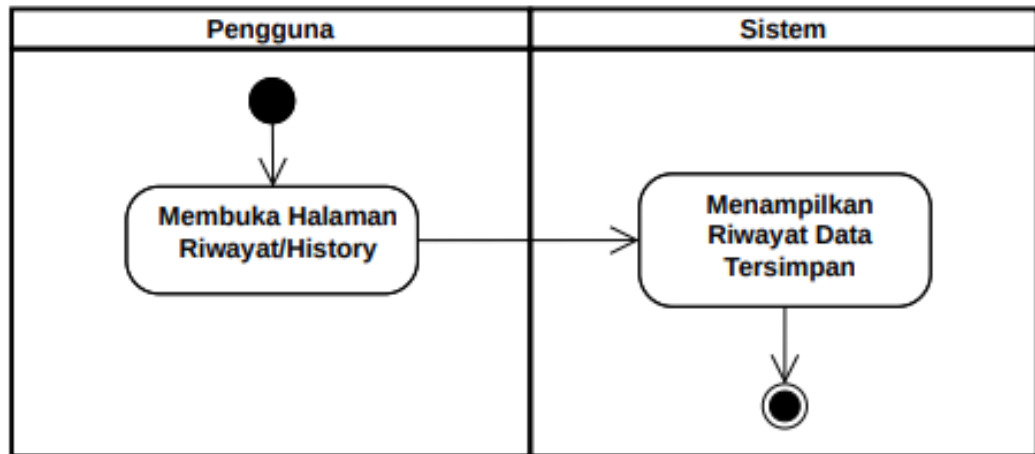 Pengguna
Sistem
Membuka Halaman
Riwayat/History
Menampilkan
Riwayat Data
Tersimpan